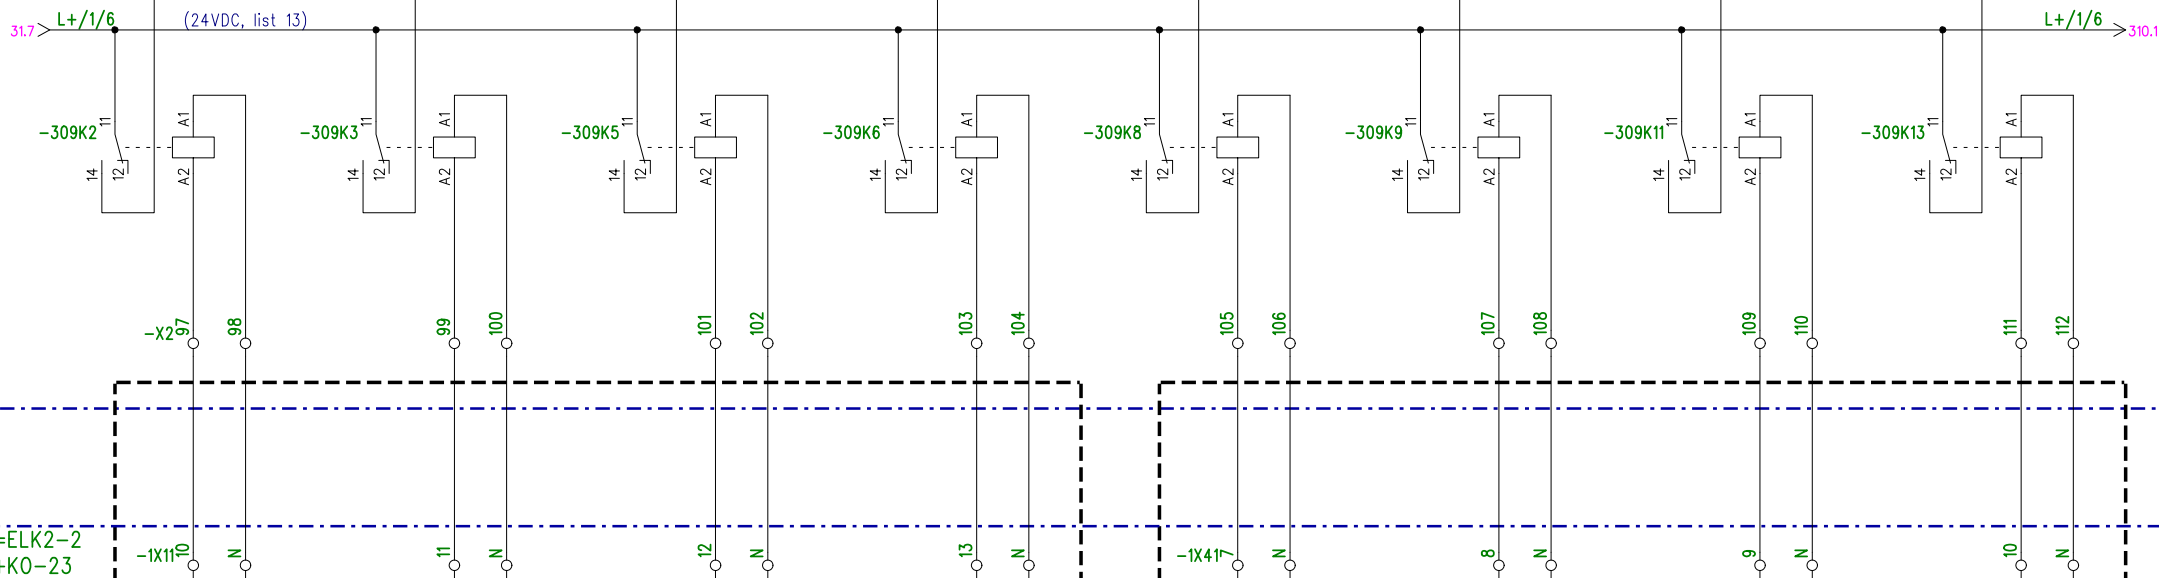 L+/1/6 (24VDC, list 13) L+/1/6
31.7 310.1
11 A1 11 A1 11 A1 11 A1 11 A1 11 A1 11 A1 11 A1
-309K2 -309K3 -309K5 -309K6 -309K8 -309K9 -309K11 -309K13
14 12 A2 14 12 A2 14 12 A2 14 12 A2 14 12 A2 14 12 A2 14 12 A2 14 12 A2
-X2 97 98 99 100 101 102 103 104 105 106 107 108 109 110 111 112
=ELK2-2
-1X11 10 N 11 N 12 N 13 N -1X41 7 N 8 N 9 N 10 N
+KO-23